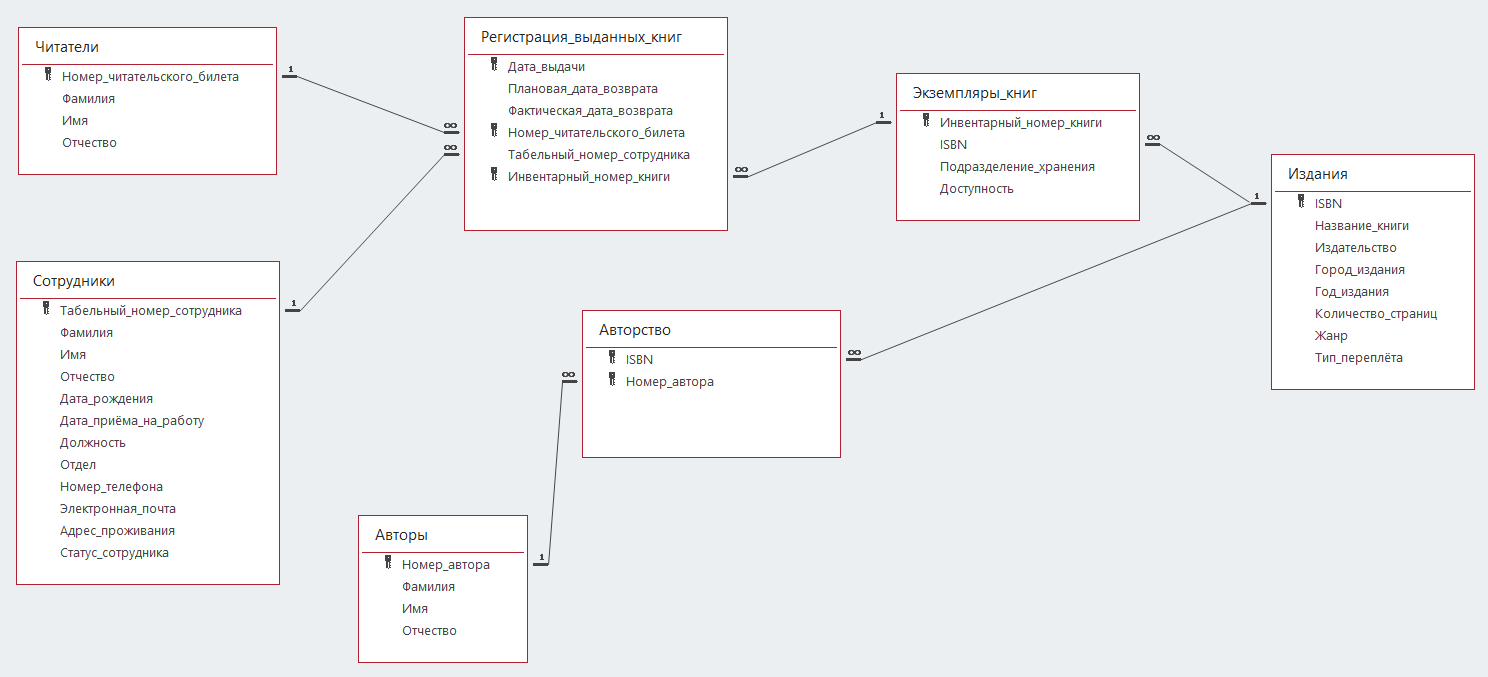 Читатели
Номер_читательского_билета
Фамилия
Имя
Отчество
1
Регистрация_выданных_книг
Дата_выдачи
Плановая_дата_возврата
Фактическая_дата_возврата
Номер_читательского_билета
Табельный_номер_сотрудника
Инвентарный_номер_книги
∞
∞
∞
Экземпляры_книг
Инвентарный_номер_книги
ISBN
Подразделение_хранения
Доступность
1
∞
Издания
ISBN
Название_книги
Издательство
Город_издания
Год_издания
Количество_страниц
Жанр
Тип_переплёта
1
Сотрудники
Табельный_номер_сотрудника
Фамилия
Имя
Отчество
Дата_рождения
Дата_приёма_на_работу
Должность
Отдел
Номер_телефона
Электронная_почта
Адрес_проживания
Статус_сотрудника
1
Авторство
ISBN
Номер_автора
∞
∞
Авторы
Номер_автора
Фамилия
Имя
Отчество
1